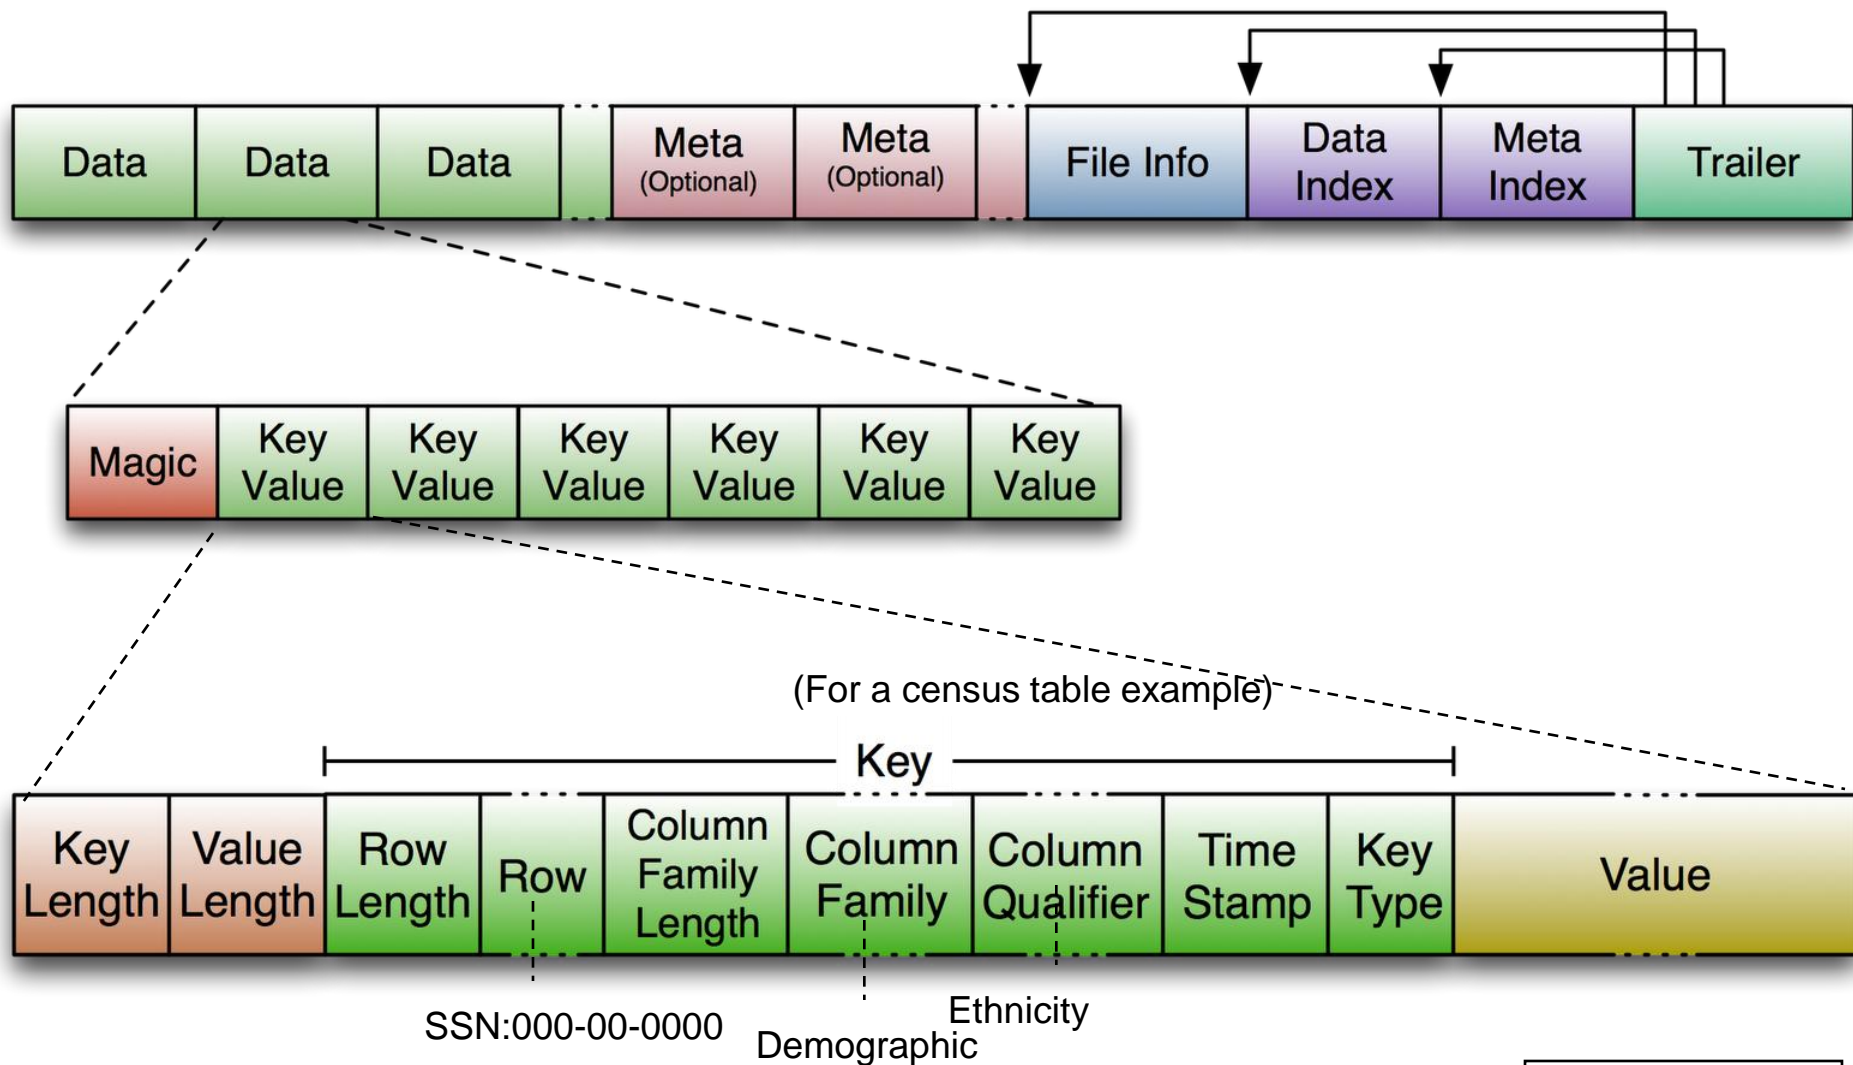 Data
Data
Data
Meta
(Optional)
Meta
(Optional)
File Info
Data
Index
Meta
Index
Trailer
Magic
Key
Value
Key
Value
Key
Value
Key
Value
Key
Value
Key
Value
(For a census table example)
Key
Key
Length
Value
Length
Row
Length
Row
Column
Family
Length
Column
Family
Column
Qualifier
Time
Stamp
Key
Type
Value
SSN:000-00-0000
Demographic
Ethnicity